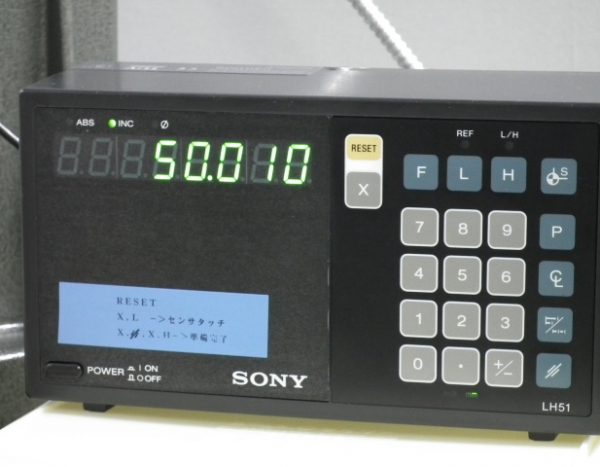 ABS INC Ø
50.010
REF L/H
RESET F L H S
X
7 8 9 P
4 5 6 ℄
1 2 3
0 . +/−
RESET
X, L ->センサタッチ
X, , X, H->準備完了
POWER I ON
O OFF
SONY
LH51